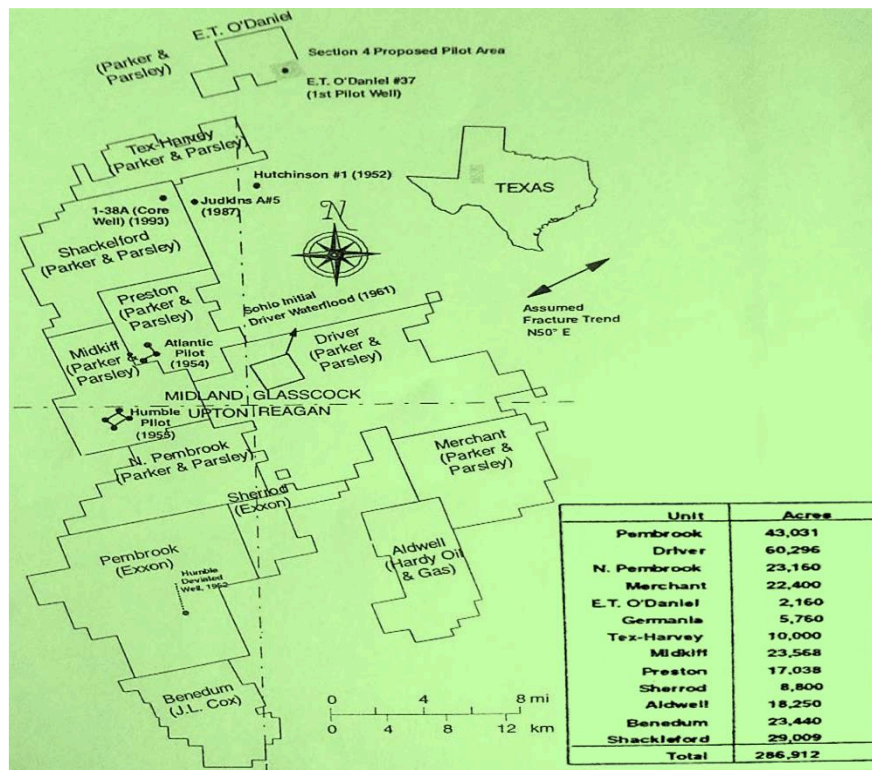 E.T. O'Daniel
(Parker &
Parsley)
Section 4 Proposed Pilot Area
E.T. O'Daniel #37
(1st Pilot Well)
Tex-Harvey
(Parker & Parsley)
Hutchinson #1 (1952)
TEXAS
1-38A (Core
Well) (1993)
Judkins A#5
(1987)
N
Shackelford
(Parker & Parsley)
Preston
(Parker &
Parsley)
Sohio Initial
Driver Waterflood (1961)
Assumed
Fracture Trend
N50° E
Midkiff
(Parker &
Parsley)
Atlantic
Pilot
(1954)
Driver
(Parker &
Parsley)
MIDLAND GLASSCOCK
UPTON REAGAN
Humble
Pilot
(1955)
N. Pembrook
(Parker & Parsley)
Merchant
(Parker &
Parsley)
Sherrod
(Exxon)
Pembrook
(Exxon)
Humble
Deviated
Well, 1962
Aldwell
(Hardy Oil
& Gas)
Benedum
(J.L. Cox)
0 4 8 mi
0 4 8 12 km
Unit Acres
Pembrook 43,031
Driver 60,296
N. Pembrook 23,160
Merchant 22,400
E.T. O'Daniel 2,160
Germania 5,760
Tex-Harvey 10,000
Midkiff 23,568
Preston 17,038
Sherrod 8,800
Aldwell 18,250
Benedum 23,440
Shackleford 29,009
Total 286,912